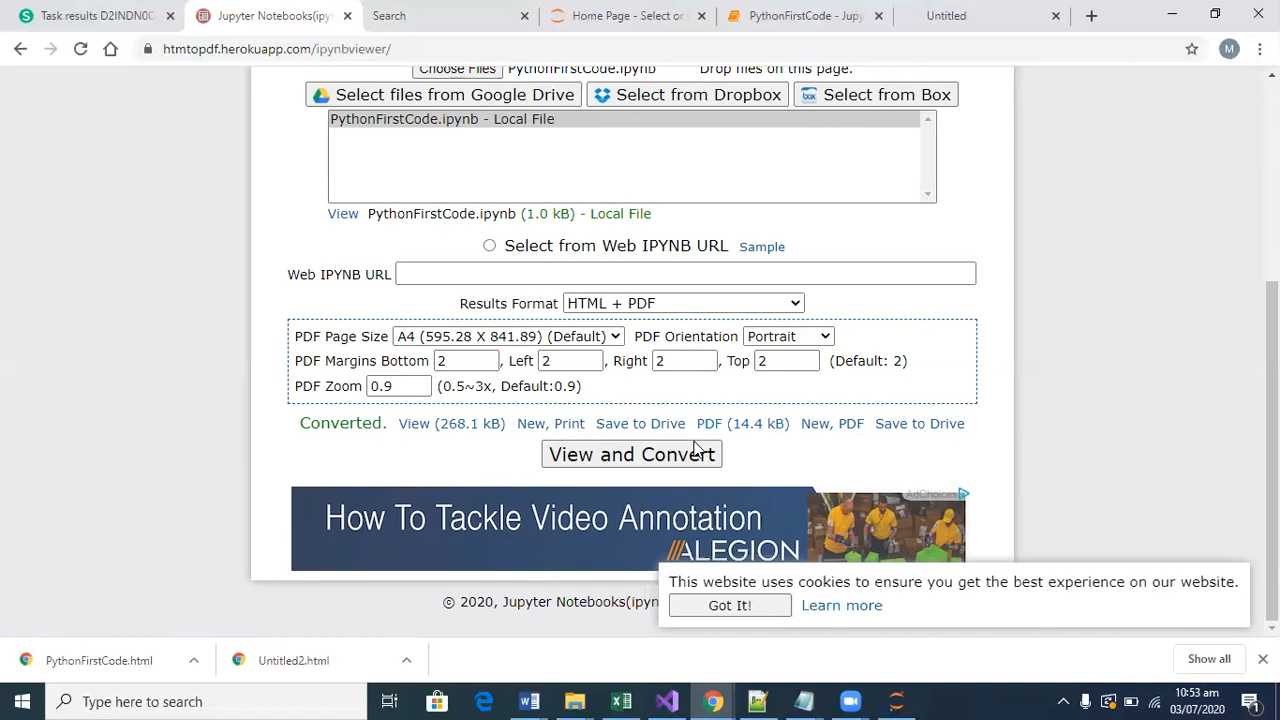 Task results D2INDN0C
Jupyter Notebooks(ipy
Search
Home Page - Select or
PythonFirstCode - Jup
Untitled
htmtopdf.herokuapp.com/ipynbviewer/
M
Choose Files PythonFirstCode.ipynb Drop files on this page.
Select files from Google Drive Select from Dropbox box Select from Box
PythonFirstCode.ipynb - Local File
View PythonFirstCode.ipynb (1.0 kB) - Local File
Select from Web IPYNB URL Sample
Web IPYNB URL
Results Format HTML + PDF
PDF Page Size A4 (595.28 X 841.89) (Default) PDF Orientation Portrait
PDF Margins Bottom 2 , Left 2 , Right 2 , Top 2 (Default: 2)
PDF Zoom 0.9 (0.5~3x, Default:0.9)
Converted. View (268.1 kB) New, Print Save to Drive PDF (14.4 kB) New, PDF Save to Drive
View and Convert
AdChoices
How To Tackle Video Annotation
ALEGION
This website uses cookies to ensure you get the best experience on our website.
Got It! Learn more
© 2020, Jupyter Notebooks(ipyn
PythonFirstCode.html
Untitled2.html
Show all
Type here to search
10:53 am
03/07/2020
1